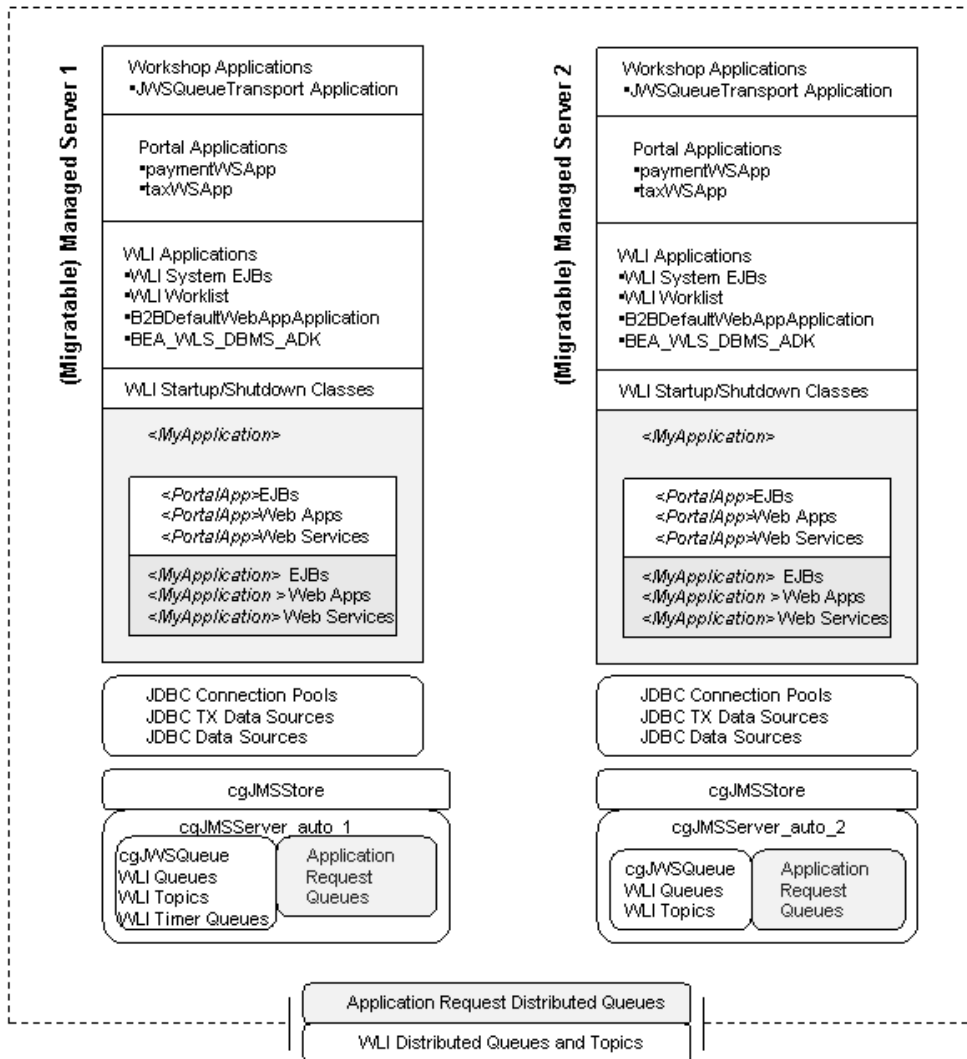 (Migratable) Managed Server 1
Workshop Applications
▪JWSQueueTransport Application
Portal Applications
▪paymentWSApp
▪taxWSApp
WLI Applications
▪WLI System EJBs
▪WLI Worklist
▪B2BDefaultWebAppApplication
▪BEA_WLS_DBMS_ADK
WLI Startup/Shutdown Classes
<MyApplication>
<PortalApp>EJBs
<PortalApp>Web Apps
<PortalApp>Web Services
<MyApplication> EJBs
<MyApplication >Web Apps
<MyApplication>Web Services
JDBC Connection Pools
JDBC TX Data Sources
JDBC Data Sources
cgJMSStore
cgJMSServer_auto_1
cgJWSQueue
WLI Queues
WLI Topics
WLI Timer Queues
Application
Request
Queues
(Migratable) Managed Server 2
Workshop Applications
▪JWSQueueTransport Application
Portal Applications
▪paymentWSApp
▪taxWSApp
WLI Applications
▪WLI System EJBs
▪WLI Worklist
▪B2BDefaultWebAppApplication
▪BEA_WLS_DBMS_ADK
WLI Startup/Shutdown Classes
<MyApplication>
<PortalApp>EJBs
<PortalApp>Web Apps
<PortalApp>Web Services
<MyApplication> EJBs
<MyApplication >Web Apps
<MyApplication>Web Services
JDBC Connection Pools
JDBC TX Data Sources
JDBC Data Sources
cgJMSStore
cgJMSServer_auto_2
cgJWSQueue
WLI Queues
WLI Topics
Application
Request
Queues
Application Request Distributed Queues
WLI Distributed Queues and Topics